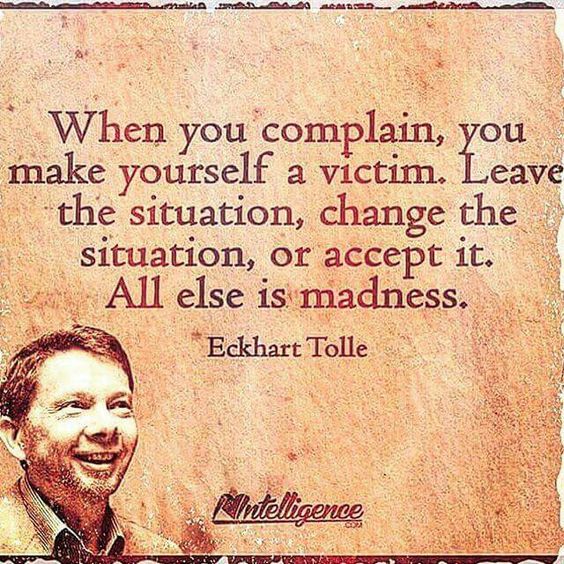 When you complain, you
make yourself a victim. Leave
the situation, change the
situation, or accept it.
All else is madness.
Eckhart Tolle
Intelligence
.COM